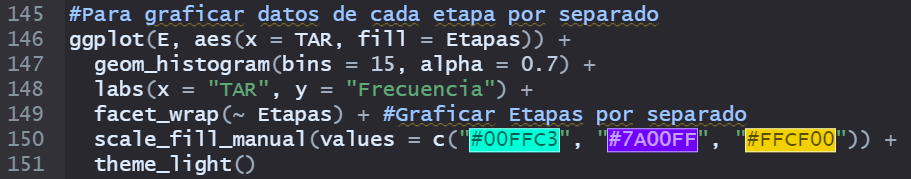 145 #Para graficar datos de cada etapa por separado
146 ggplot(E, aes(x = TAR, fill = Etapas)) +
147   geom_histogram(bins = 15, alpha = 0.7) +
148   labs(x = "TAR", y = "Frecuencia") +
149   facet_wrap(~ Etapas) + #Graficar Etapas por separado
150   scale_fill_manual(values = c("#00FFC3", "#7A00FF", "#FFCF00")) +
151   theme_light()